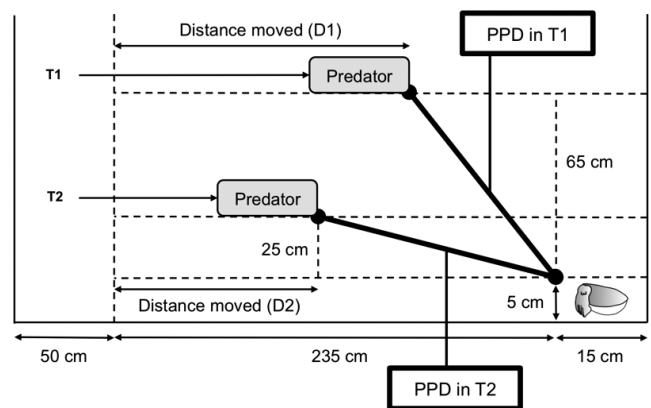 Distance moved (D1)
PPD in T1
T1
Predator
65 cm
T2
Predator
25 cm
5 cm
Distance moved (D2)
50 cm
235 cm
15 cm
PPD in T2